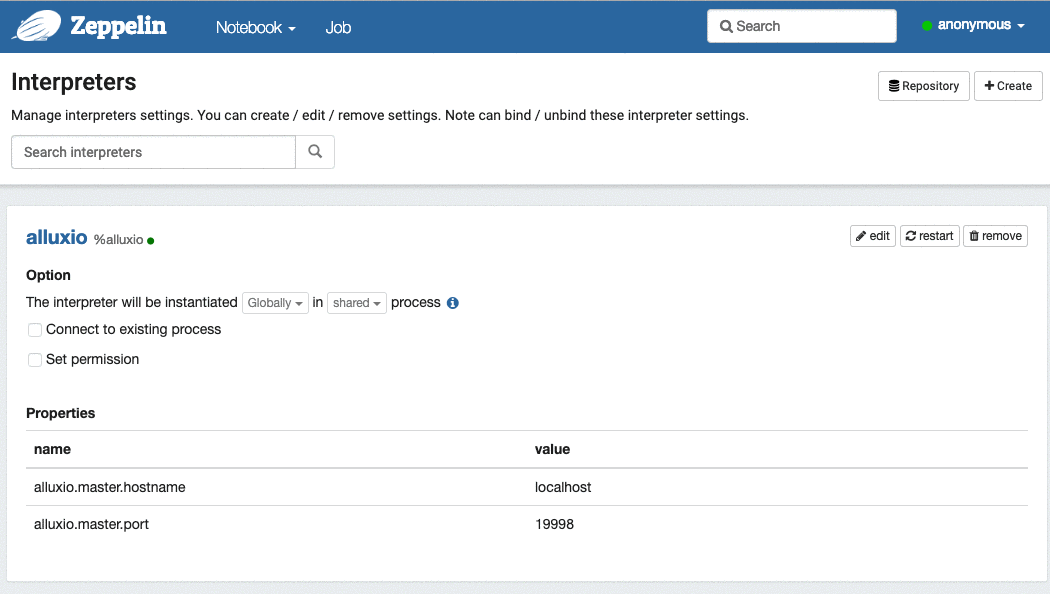 Zeppelin Notebook Job Search anonymous
Interpreters
Repository Create
Manage interpreters settings. You can create / edit / remove settings. Note can bind / unbind these interpreter settings.
Search interpreters
alluxio %alluxio edit restart remove
Option
The interpreter will be instantiated Globally in shared process
Connect to existing process
Set permission
Properties
name value
alluxio.master.hostname localhost
alluxio.master.port 19998